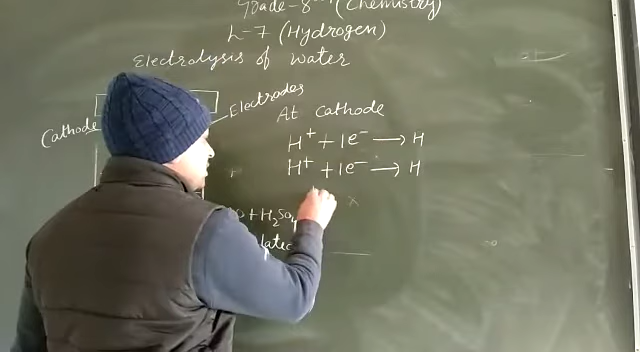 Grade-8th (Chemistry)
L-7 (Hydrogen)
Electrolysis of water
Electrodes
Cathode
At cathode
H⁺ + 1e⁻ → H
H⁺ + 1e⁻ → H
+ H₂SO₄